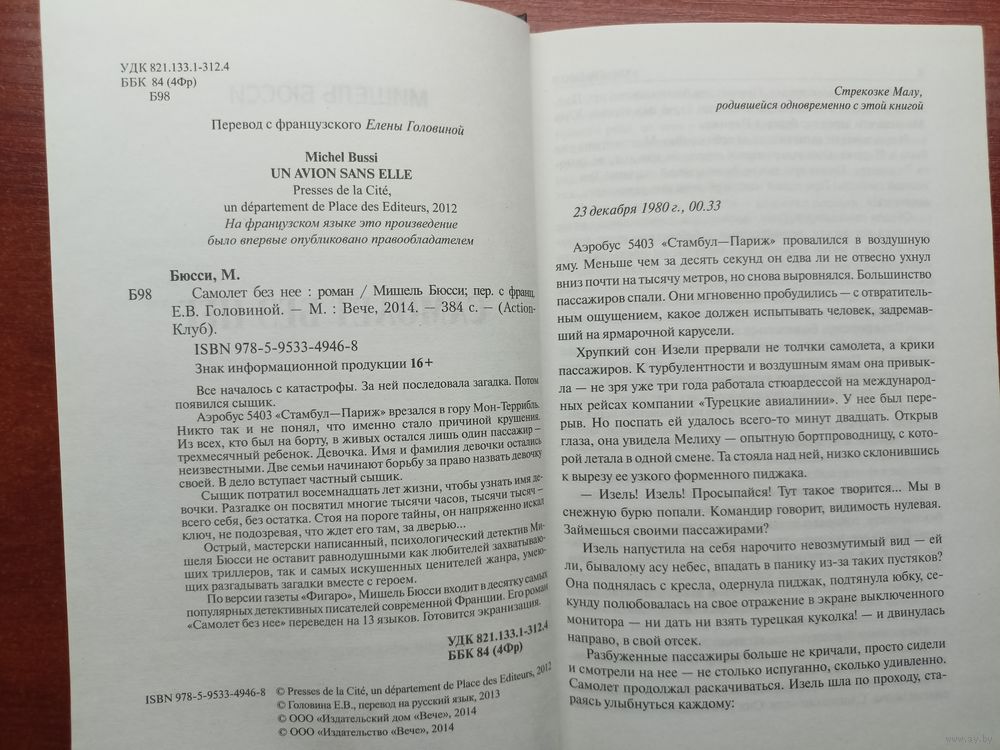 УДК 821.133.1-312.4
ББК 84 (4Фр)
Б98
Перевод с французского Елены Головиной
Michel Bussi
UN AVION SANS ELLE
Presses de la Cité,
un département de Place des Editeurs, 2012
На французском языке это произведение
было впервые опубликовано правообладателем
Бюсси, М.
Б98 Самолет без нее : роман / Мишель Бюсси; пер. с франц.
Е.В. Головиной. — М. : Вече, 2014. — 384 с. — (Action-
Клуб).
ISBN 978-5-9533-4946-8
Знак информационной продукции 16+
Все началось с катастрофы. За ней последовала загадка. Потом
появился сыщик.
Аэробус 5403 «Стамбул—Париж» врезался в гору Мон-Террибль.
Никто так и не понял, что именно стало причиной крушения.
Из всех, кто был на борту, в живых остался лишь один пассажир –
трехмесячный ребенок. Девочка. Имя и фамилия девочки остались
неизвестными. Две семьи начинают борьбу за право назвать девочку
своей. В дело вступает частный сыщик.
Сыщик потратил восемнадцать лет жизни, чтобы узнать имя де-
вочки. Разгадке он посвятил многие тысячи часов, тысячи тысяч –
всего себя, без остатка. Стоя на пороге тайны, он напряженно искал
ключ, не подозревая, что ждет его там, за дверью...
Острый, мастерски написанный, психологический детектив Ми-
шеля Бюсси не оставит равнодушными как любителей захватываю-
щих триллеров, так и самых искушенных ценителей жанра, умею-
щих разгадывать загадки вместе с героем.
По версии газеты «Фигаро», Мишель Бюсси входит в десятку самых
популярных детективных писателей современной Франции. Его роман
«Самолет без нее» переведен на 13 языков. Готовится экранизация.
УДК 821.133.1-312.4
ББК 84 (4Фр)
ISBN 978-5-9533-4946-8
© Presses de la Cité, un département de Place des Editeurs, 2012
© Головина Е.В., перевод на русский язык, 2013
© ООО «Издательский дом «Вече», 2014
© ООО «Издательство «Вече», 2014
Стрекозке Малу,
родившейся одновременно с этой книгой
23 декабря 1980 г., 00.33
Аэробус 5403 «Стамбул—Париж» провалился в воздушную
яму. Меньше чем за десять секунд он едва ли не отвесно ухнул
вниз почти на тысячу метров, но снова выровнялся. Большинство
пассажиров спали. Они мгновенно пробудились — с отвратитель-
ным ощущением, какое должен испытывать человек, задремав-
ший на ярмарочной карусели.
Хрупкий сон Изели прервали не толчки самолета, а крики
пассажиров. К турбулентности и воздушным ямам она привык-
ла — не зря уже три года работала стюардессой на международ-
ных рейсах компании «Турецкие авиалинии». У нее был пере-
рыв. Но поспать ей удалось всего-то минут двадцать. Открыв
глаза, она увидела Мелиху — опытную бортпроводницу, с кото-
рой летала в одной смене. Та стояла над ней, низко склонившись
к вырезу ее узкого форменного пиджака.
— Изель! Изель! Просыпайся! Тут такое творится... Мы в
снежную бурю попали. Командир говорит, видимость нулевая.
Займешься своими пассажирами?
Изель напустила на себя нарочито невозмутимый вид — ей
ли, бывалому асу небес, впадать в панику из-за таких пустяков?
Она поднялась с кресла, одернула пиджак, подтянула юбку, се-
кунду полюбовалась на свое отражение в экране выключенного
монитора — ни дать ни взять турецкая куколка! — и двинулась
направо, в свой отсек.
Разбуженные пассажиры больше не кричали, просто сидели
и смотрели на нее — не столько испуганно, сколько удивленно.
Самолет продолжал раскачиваться. Изель шла по проходу, ста-
раясь улыбнуться каждому:
www.ay.by